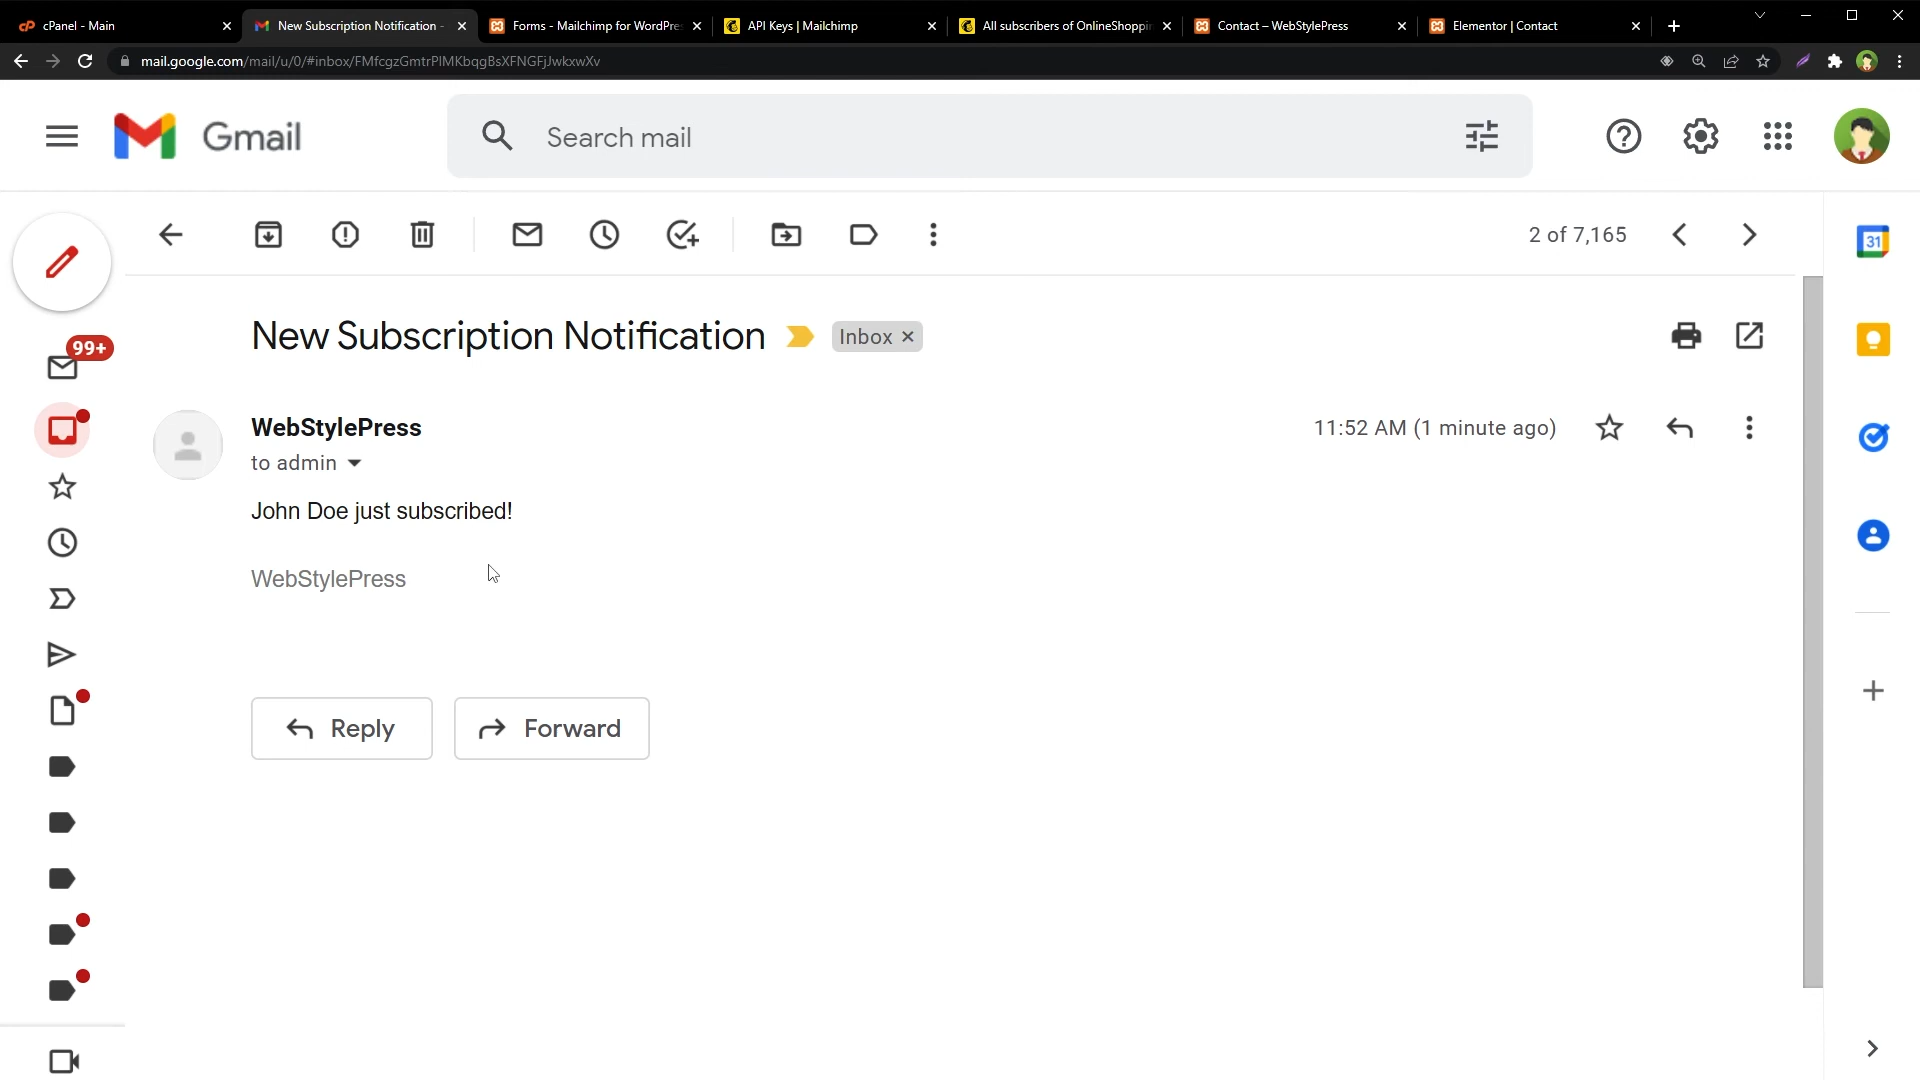 cPanel - Main
New Subscription Notification -
Forms - Mailchimp for WordPre
API Keys | Mailchimp
All subscribers of OnlineShoppin
Contact – WebStylePress
Elementor | Contact
mail.google.com/mail/u/0/#inbox/FMfcgzGmtrPlMKbqgBsXFNGFjJwkxwXv
Gmail
Search mail
2 of 7,165
31
99+
New Subscription Notification
Inbox
WebStylePress
11:52 AM (1 minute ago)
to admin
John Doe just subscribed!
WebStylePress
Reply
Forward